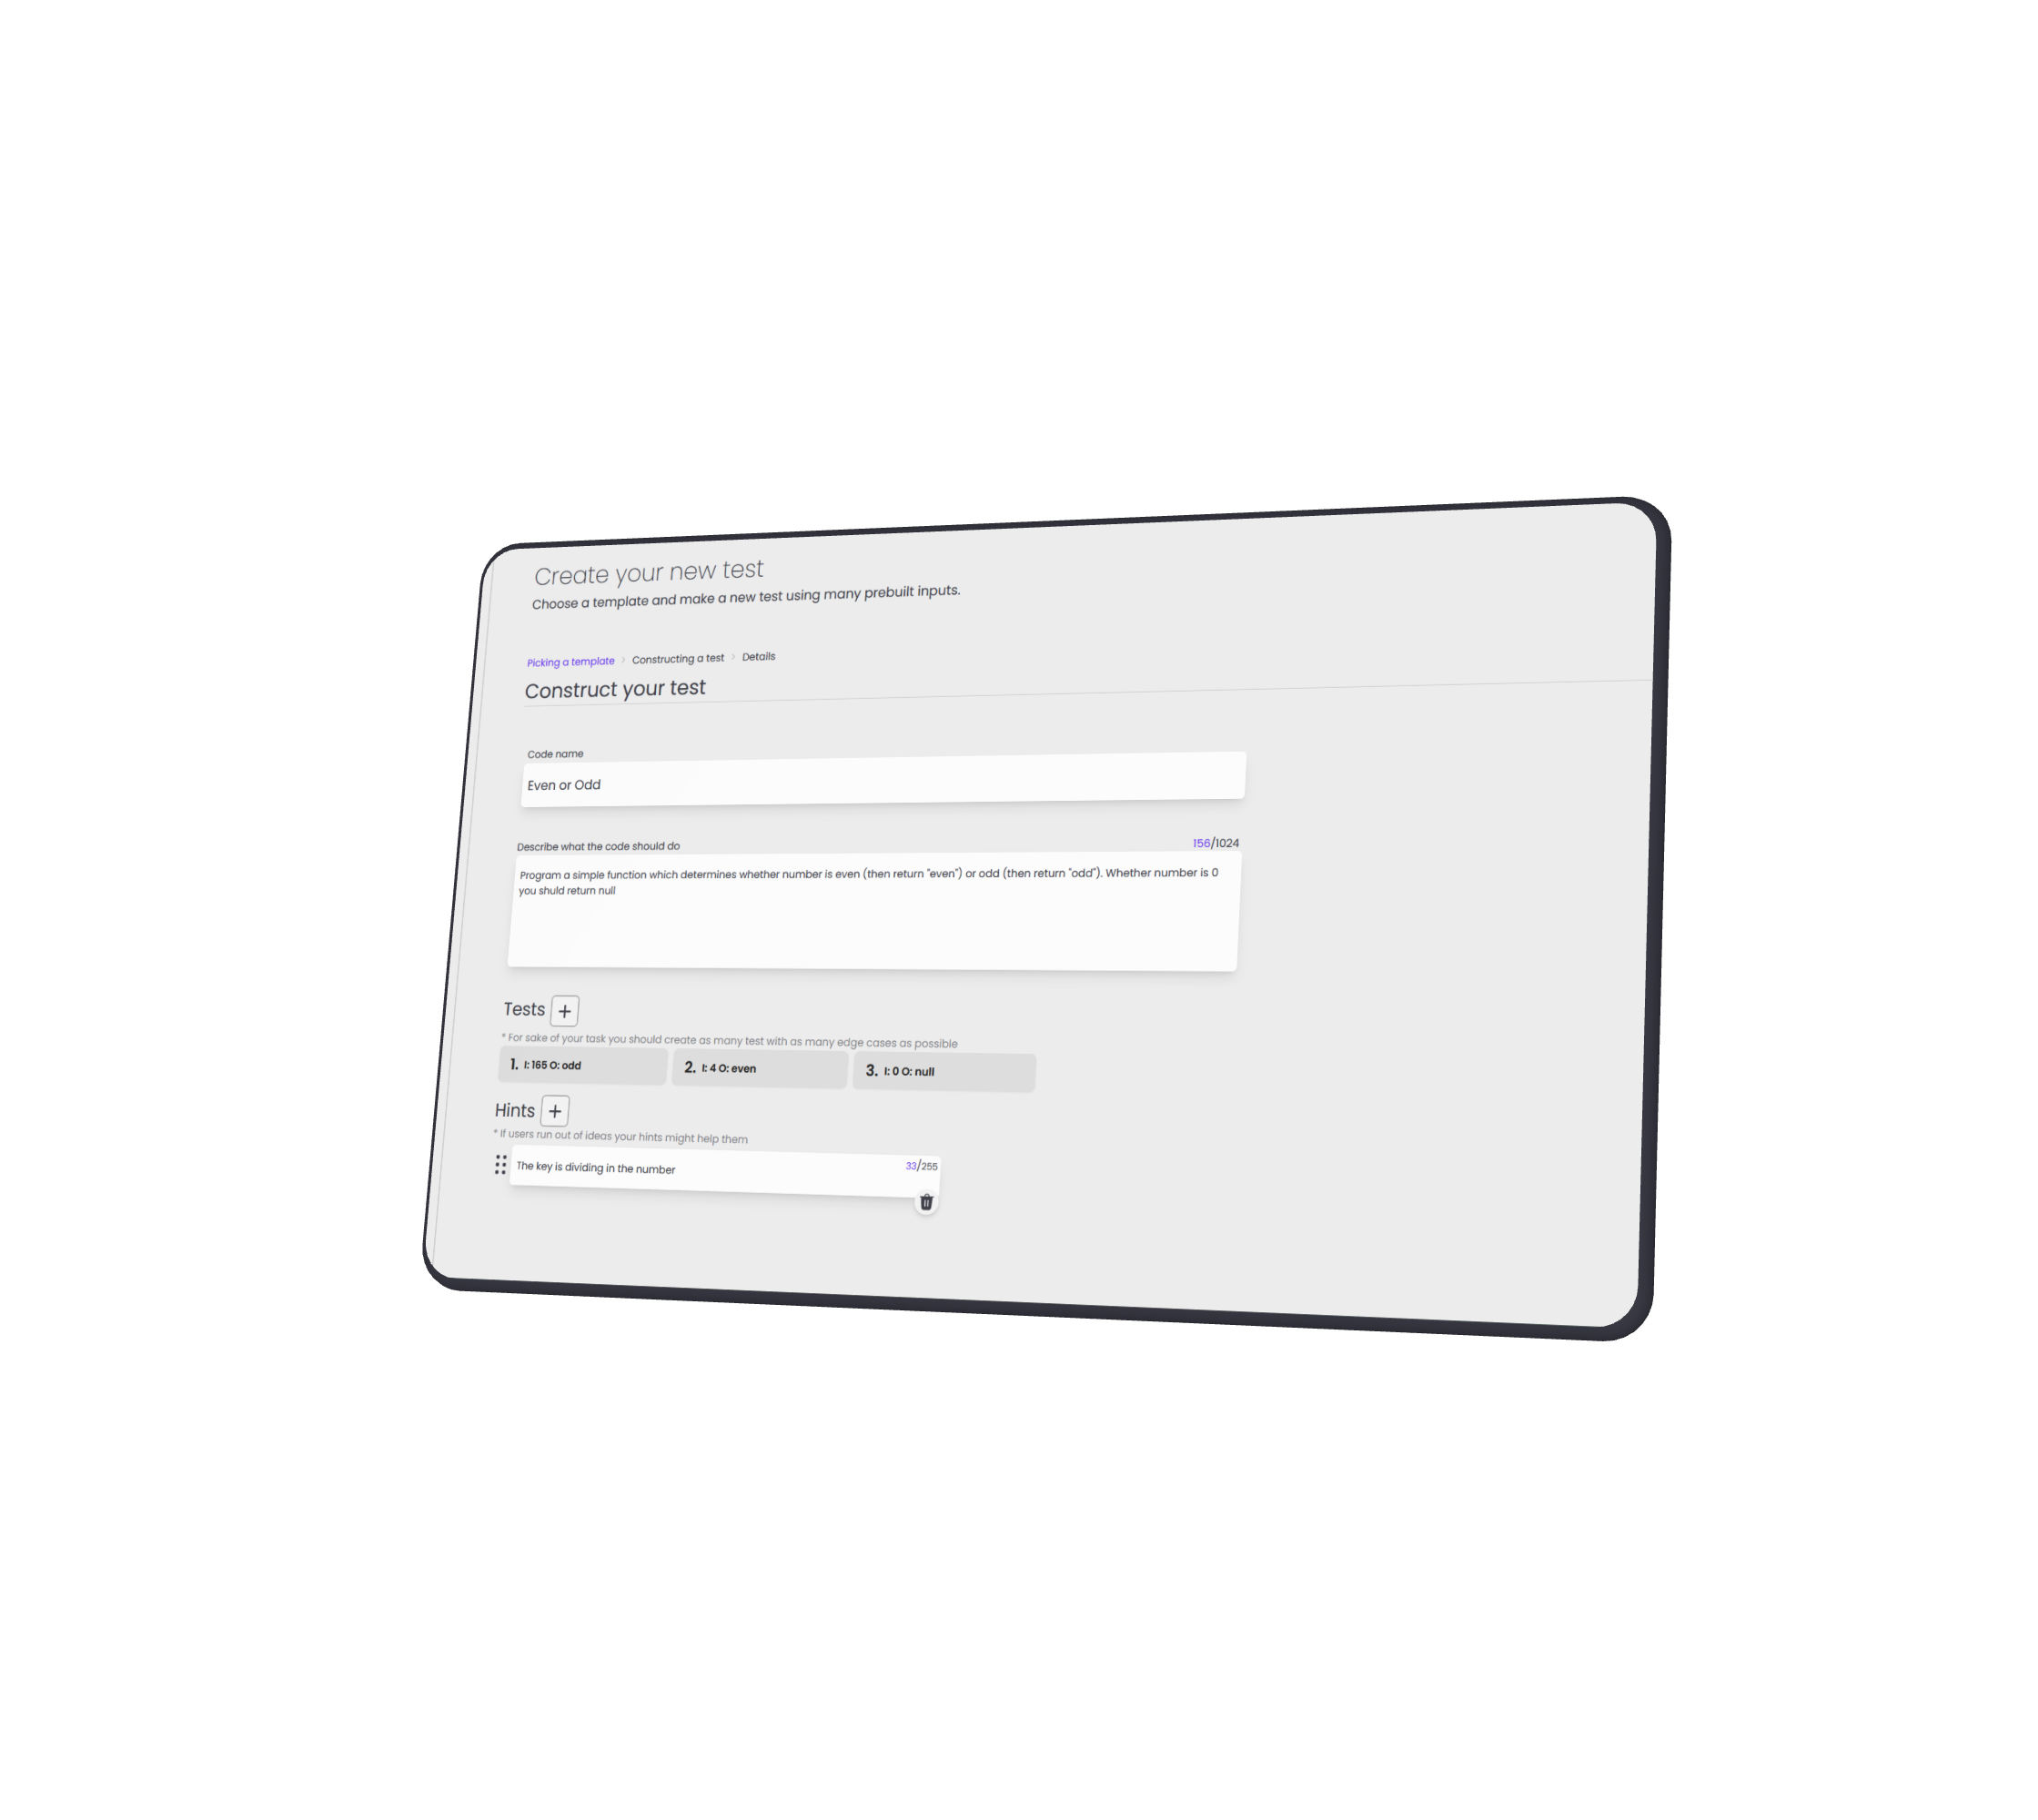 Create your new test
Choose a template and make a new test using many prebuilt inputs.
Picking a template > Constructing a test > Details
Construct your test
Code name
Even or Odd
Describe what the code should do 156/1024
Program a simple function which determines whether number is even (then return "even") or odd (then return "odd"). Whether number is 0
you shuld return null
Tests +
* For sake of your task you should create as many test with as many edge cases as possible
1. I: 165 O: odd 2. I: 4 O: even 3. I: 0 O: null
Hints +
* If users run out of ideas your hints might help them
The key is dividing in the number 33/255